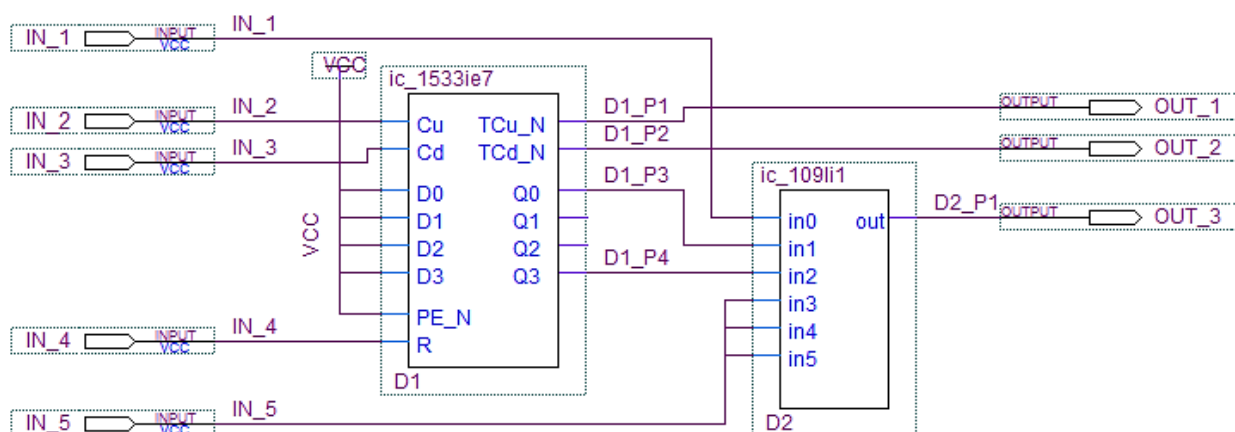 IN_1 INPUT VCC IN_1
VCC
ic_1533ie7
IN_2 INPUT VCC IN_2
IN_3 INPUT VCC IN_3
Cu TCu_N D1_P1 OUTPUT OUT_1
Cd TCd_N D1_P2 OUTPUT OUT_2
ic_109li1
D0 Q0 D1_P3
D1 Q1
D2 Q2
D3 Q3 D1_P4
VCC
PE_N
R
D1
in0 out D2_P1 OUTPUT OUT_3
in1
in2
in3
in4
in5
D2
IN_4 INPUT VCC IN_4
IN_5 INPUT VCC IN_5